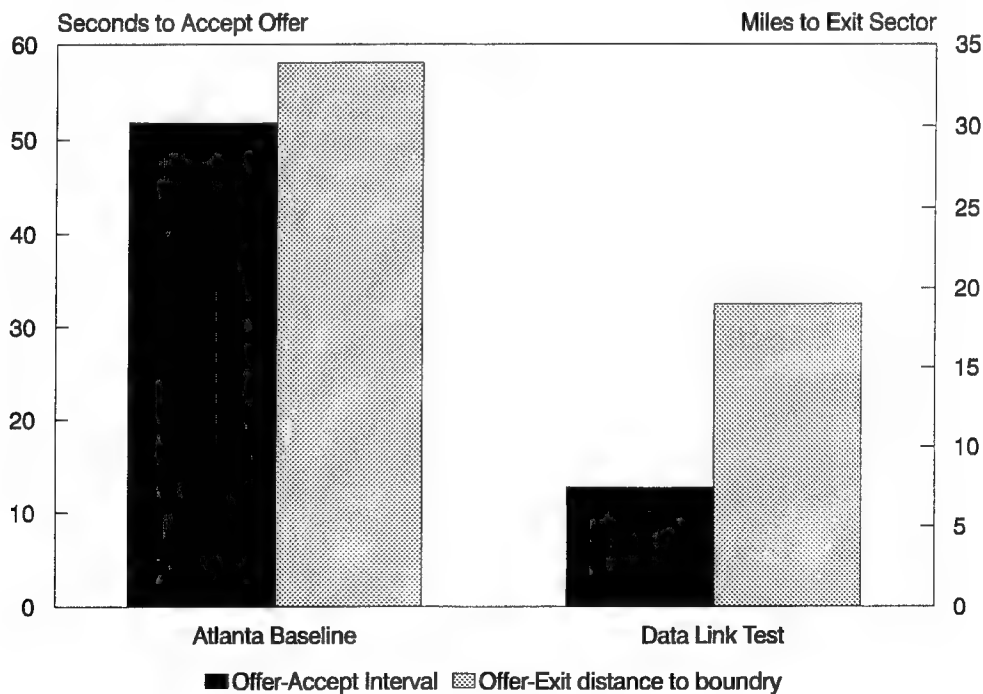 Seconds to Accept Offer
Miles to Exit Sector
60
50
40
30
20
10
0
35
30
25
20
15
10
5
0
Atlanta Baseline
Data Link Test
Offer-Accept Interval
Offer-Exit distance to boundry